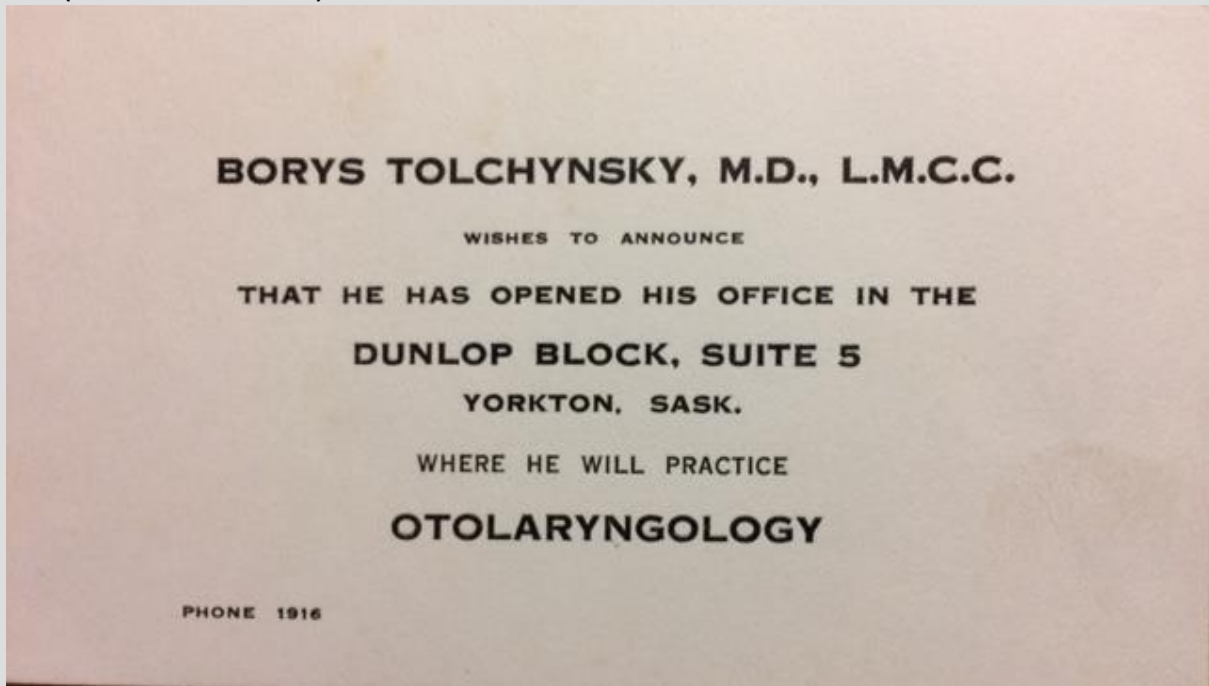 BORYS TOLCHYNSKY, M.D., L.M.C.C.
WISHES TO ANNOUNCE
THAT HE HAS OPENED HIS OFFICE IN THE
DUNLOP BLOCK, SUITE 5
YORKTON, SASK.
WHERE HE WILL PRACTICE
OTOLARYNGOLOGY
PHONE 1916